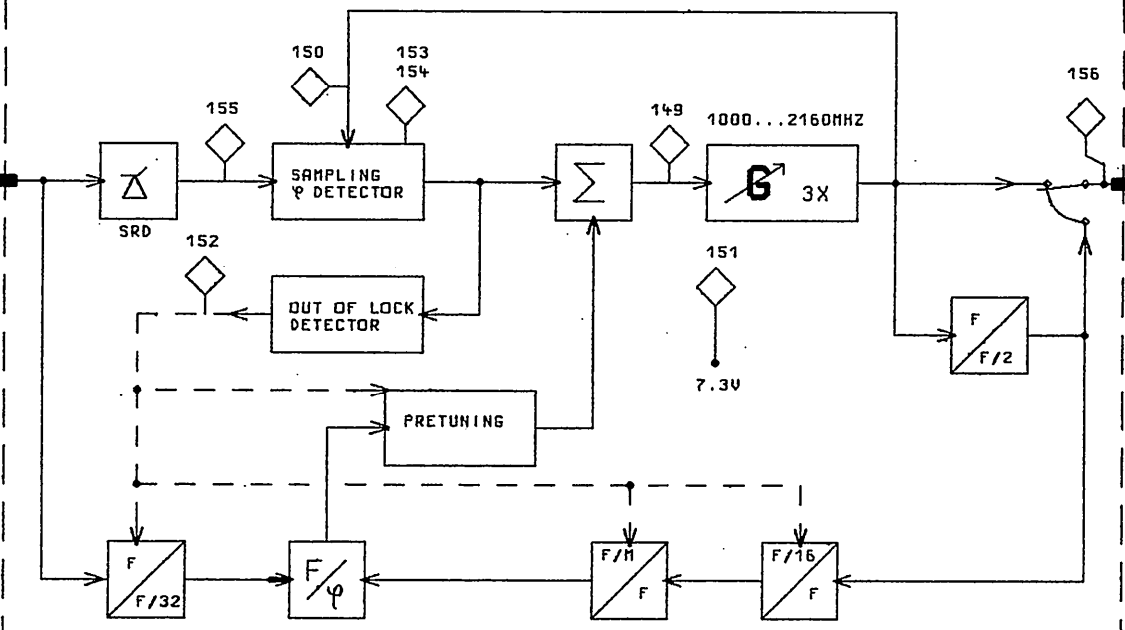 150
153
154
156
155
149
1000...2160MHZ
SAMPLING
φ DETECTOR
Σ
G
3X
SRD
152
151
OUT OF LOCK
DETECTOR
F
F/2
7.3V
PRETUNING
F
F/32
F/φ
F/M
F
F/16
F